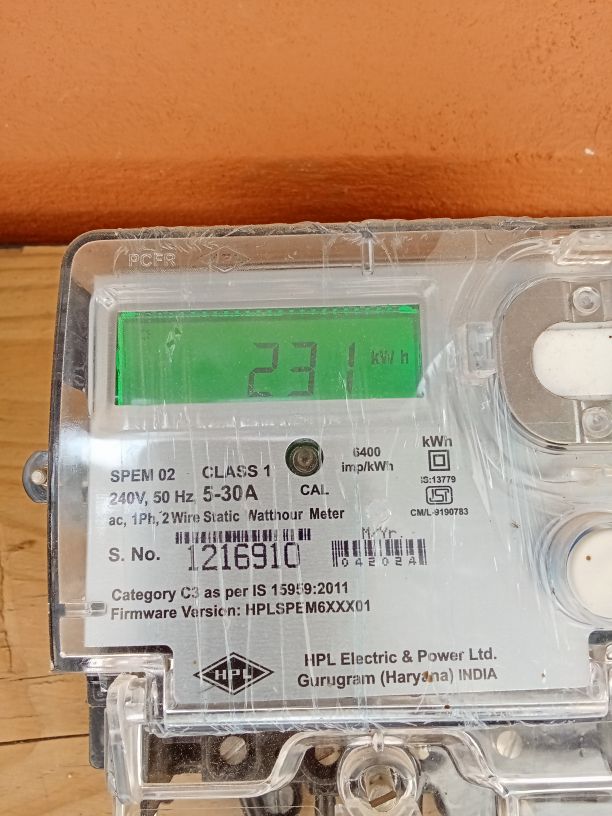 PCFR
231 kWh
SPEM 02 CLASS 1
6400 imp/kWh
kWh
240V, 50 Hz, 5-30A
CAL
IS:13779
ISI
CM/L-9190783
ac, 1Ph, 2 Wire Static Watthour Meter
M/Yr.
S. No. 1216910 042024
Category C3 as per IS 15959:2011
Firmware Version: HPLSPEM6XXX01
HPL
HPL Electric & Power Ltd.
Gurugram (Haryana) INDIA